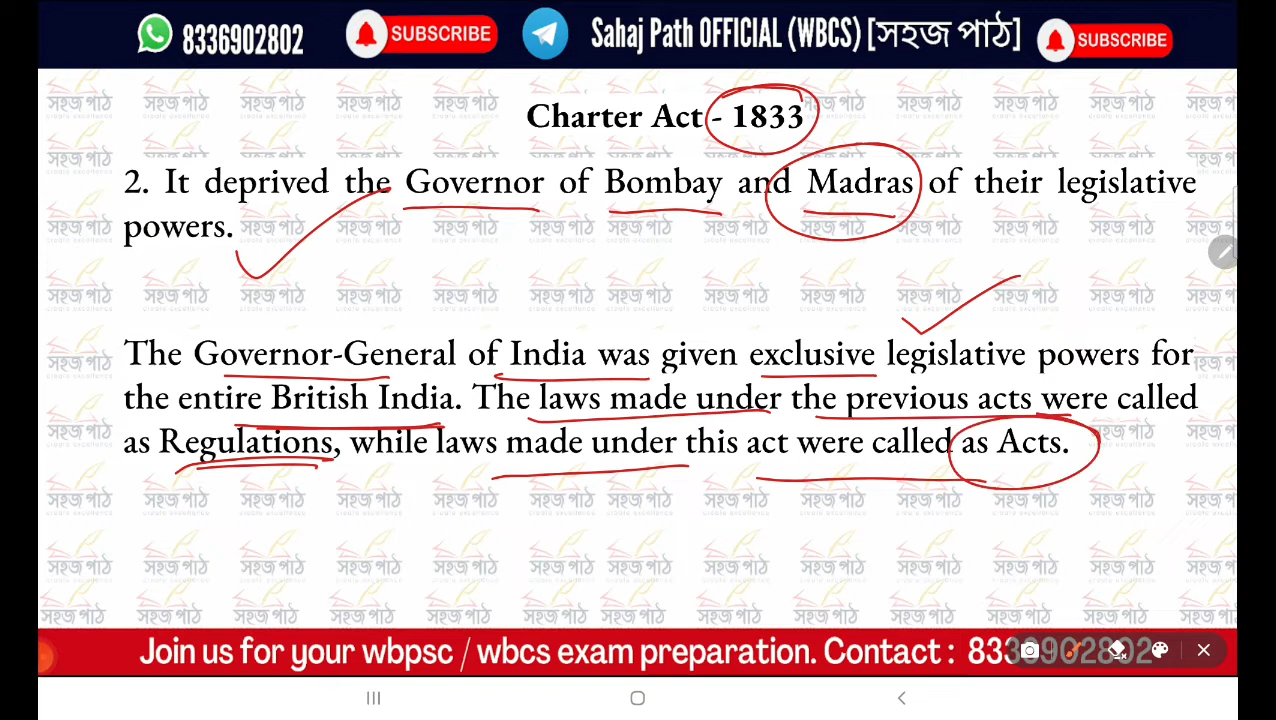 8336902802 SUBSCRIBE Sahaj Path OFFICIAL (WBCS) [সহজ পাঠ] SUBSCRIBE
Charter Act - 1833
2. It deprived the Governor of Bombay and Madras of their legislative
powers.
The Governor-General of India was given exclusive legislative powers for
the entire British India. The laws made under the previous acts were called
as Regulations, while laws made under this act were called as Acts.
Join us for your wbpsc / wbcs exam preparation. Contact : 8336902802